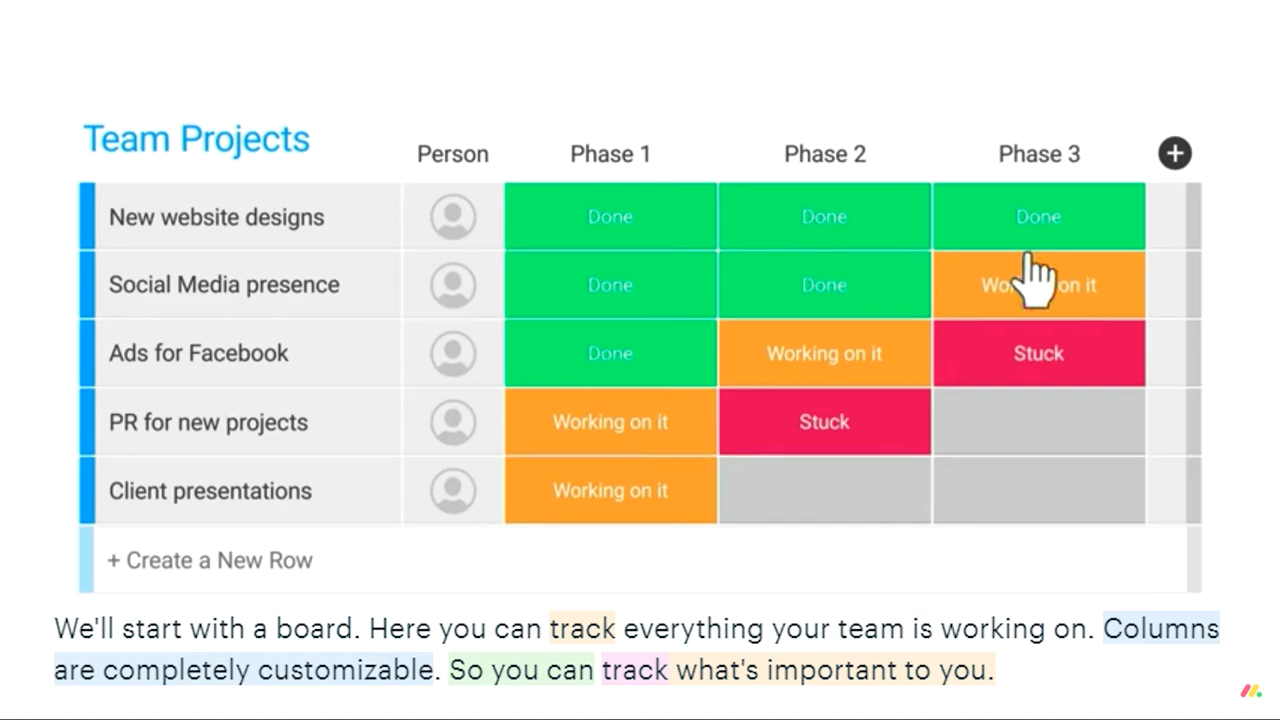 Team Projects
Person Phase 1 Phase 2 Phase 3
New website designs Done Done Done
Social Media presence Done Done on it
Ads for Facebook Done Working on it Stuck
PR for new projects Working on it Stuck
Client presentations Working on it
+ Create a New Row
We'll start with a board. Here you can track everything your team is working on. Columns
are completely customizable. So you can track what's important to you.